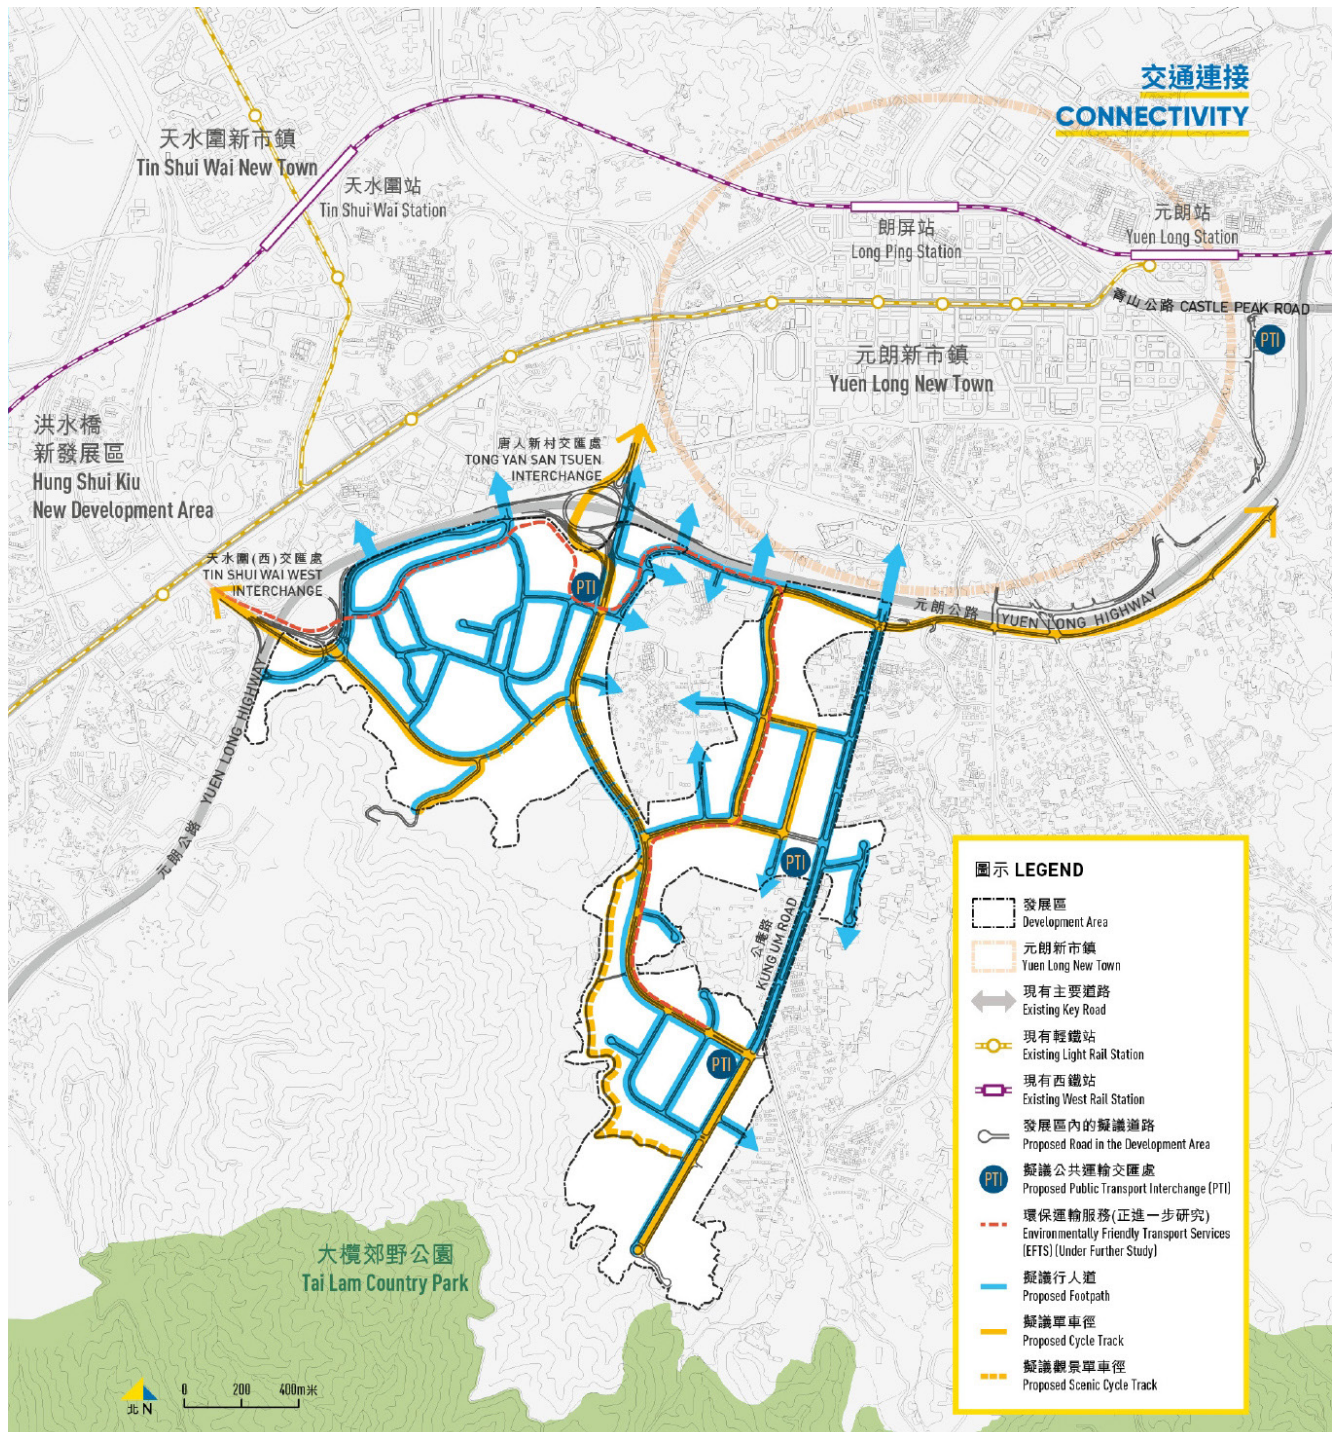 交通連接
CONNECTIVITY
天水圍新市鎮
Tin Shui Wai New Town
天水圍站
Tin Shui Wai Station
朗屏站
Long Ping Station
元朗站
Yuen Long Station
青山公路 CASTLE PEAK ROAD
PTI
元朗新市鎮
Yuen Long New Town
洪水橋
新發展區
Hung Shui Kiu
New Development Area
唐人新村交匯處
TONG YAN SAN TSUEN
INTERCHANGE
天水圍(西)交匯處
TIN SHUI WAI WEST
INTERCHANGE
PTI
元朗公路 YUEN LONG HIGHWAY
元朗公路 YUEN LONG HIGHWAY
PTI
公庵路
KUNG UM ROAD
PTI
大欖郊野公園
Tai Lam Country Park
北 N
0 200 400m米
圖示 LEGEND
發展區
Development Area
元朗新市鎮
Yuen Long New Town
現有主要道路
Existing Key Road
現有輕鐵站
Existing Light Rail Station
現有西鐵站
Existing West Rail Station
發展區內的擬議道路
Proposed Road in the Development Area
PTI
擬議公共運輸交匯處
Proposed Public Transport Interchange (PTI)
環保運輸服務(正進一步研究)
Environmentally Friendly Transport Services
(EFTS) (Under Further Study)
擬議行人道
Proposed Footpath
擬議單車徑
Proposed Cycle Track
擬議觀景單車徑
Proposed Scenic Cycle Track